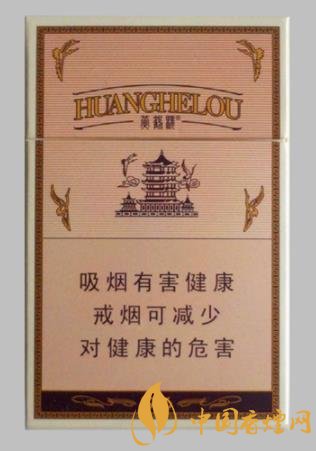 HUANGHELOU
黄鹤楼®
吸烟有害健康
戒烟可减少
对健康的危害
中国香烟网